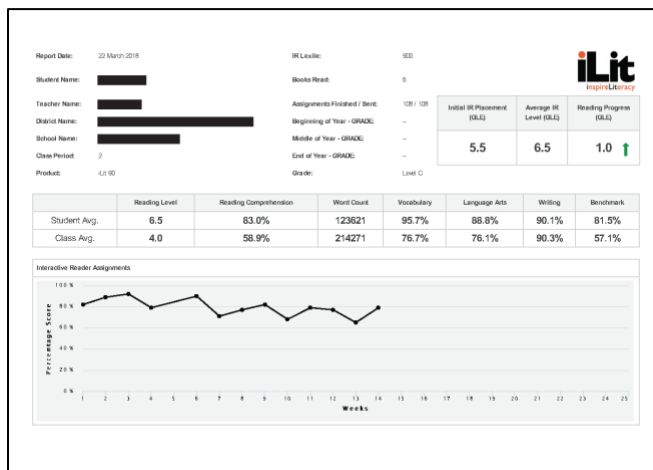 Report Date: 22 March 2018 IR Lexile: 900
iLit
inspireLiteracy
Student Name: Books Read:
Teacher Name: Assignments Finished / Sent: 108 / 108
District Name: Beginning of Year - GRADE: --
School Name: Middle of Year - GRADE: --
Class Period: 2 End of Year - GRADE: --
Product: iLit 90 Grade: Level C
Initial IR Placement (GLE) Average IR Level (GLE) Reading Progress (GLE)
5.5 6.5 1.0
Reading Level Reading Comprehension Word Count Vocabulary Language Arts Writing Benchmark
Student Avg. 6.5 83.0% 123621 95.7% 88.8% 90.1% 81.5%
Class Avg. 4.0 58.9% 214271 76.7% 76.1% 90.3% 57.1%
Interactive Reader Assignments
Percentage Score
100 %
80 %
60 %
40 %
20 %
0 %
1 2 3 4 5 6 7 8 9 10 11 12 13 14 15 16 17 18 19 20 21 22 23 24 25
Weeks